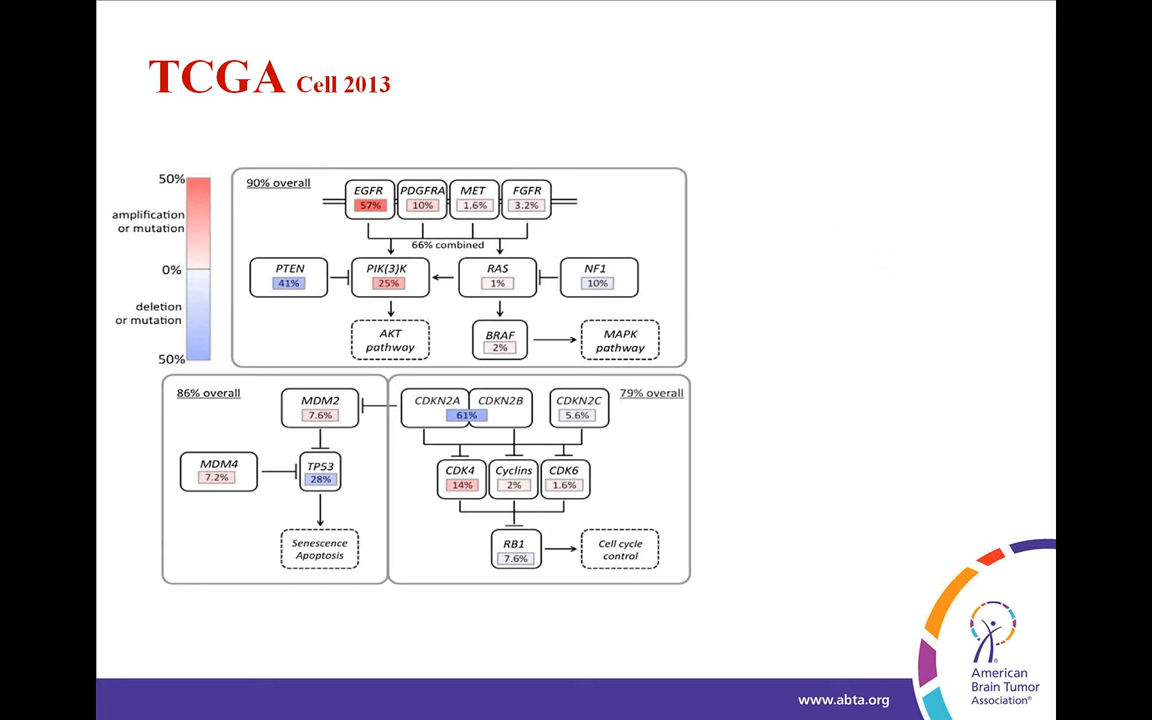 TCGA Cell 2013
50%
amplification
or mutation
0%
deletion
or mutation
50%
90% overall
EGFR
57%
PDGFRA
10%
MET
1.6%
FGFR
3.2%
66% combined
PTEN
41%
PIK(3)K
25%
RAS
1%
NF1
10%
AKT
pathway
BRAF
2%
MAPK
pathway
86% overall
MDM2
7.6%
MDM4
7.2%
TP53
28%
Senescence
Apoptosis
79% overall
CDKN2A CDKN2B
61%
CDKN2C
5.6%
CDK4
14%
Cyclins
2%
CDK6
1.6%
RB1
7.6%
Cell cycle
control
www.abta.org
American
Brain Tumor
Association®